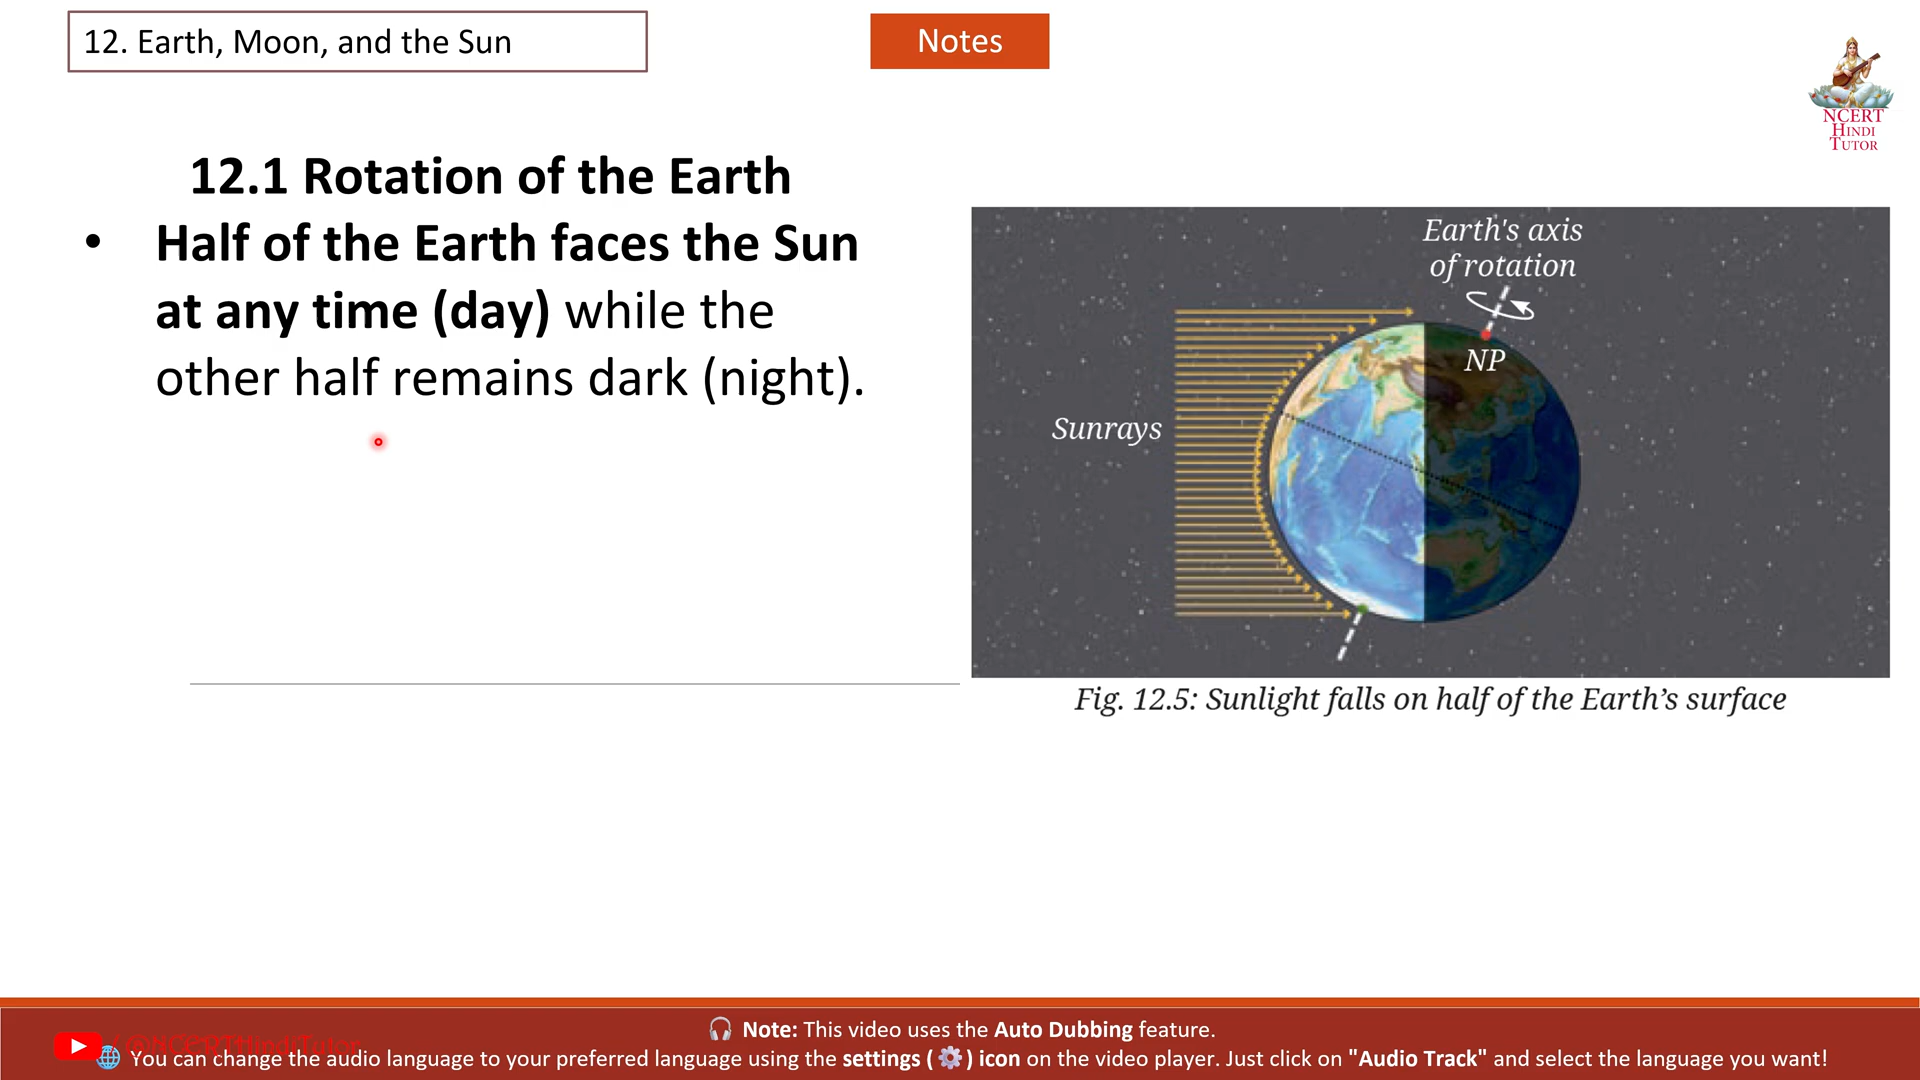 12. Earth, Moon, and the Sun
Notes
NCERT
HINDI
TUTOR
12.1 Rotation of the Earth
• Half of the Earth faces the Sun
at any time (day) while the
other half remains dark (night).
Earth's axis
of rotation
NP
Sunrays
Fig. 12.5: Sunlight falls on half of the Earth’s surface
🎧 Note: This video uses the Auto Dubbing feature.
🌐 You can change the audio language to your preferred language using the settings ( ⚙️ ) icon on the video player. Just click on "Audio Track" and select the language you want!